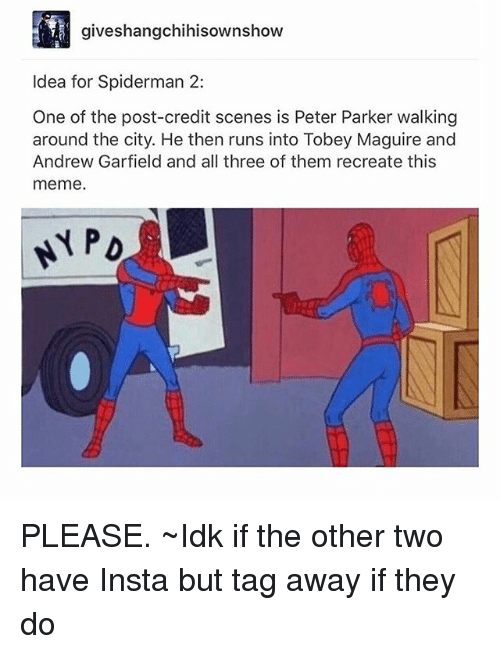 giveshangchihisownshow
Idea for Spiderman 2:
One of the post-credit scenes is Peter Parker walking
around the city. He then runs into Tobey Maguire and
Andrew Garfield and all three of them recreate this
meme.
NYPD
PLEASE. ~Idk if the other two
have Insta but tag away if they
do